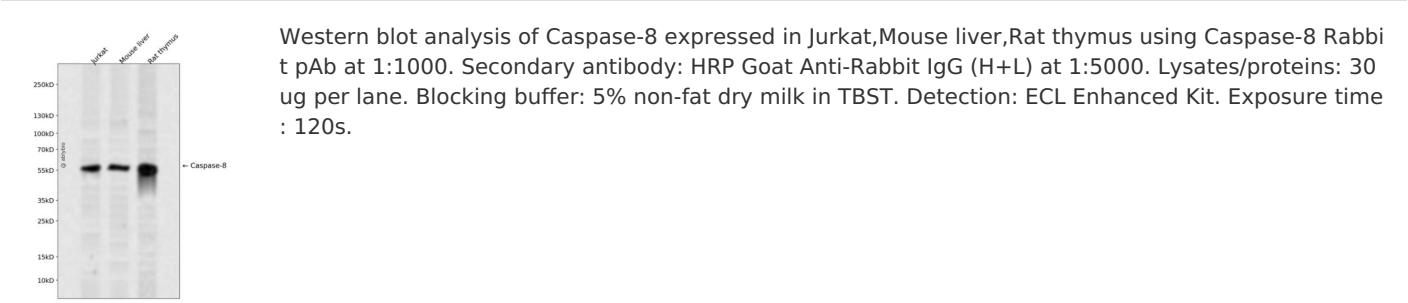 Jurkat
Mouse liver
Rat thymus
250kD
130kD
100kD
70kD
55kD
35kD
25kD
15kD
10kD
@ abybio
← Caspase-8
Western blot analysis of Caspase-8 expressed in Jurkat,Mouse liver,Rat thymus using Caspase-8 Rabbi
t pAb at 1:1000. Secondary antibody: HRP Goat Anti-Rabbit IgG (H+L) at 1:5000. Lysates/proteins: 30
ug per lane. Blocking buffer: 5% non-fat dry milk in TBST. Detection: ECL Enhanced Kit. Exposure time
: 120s.